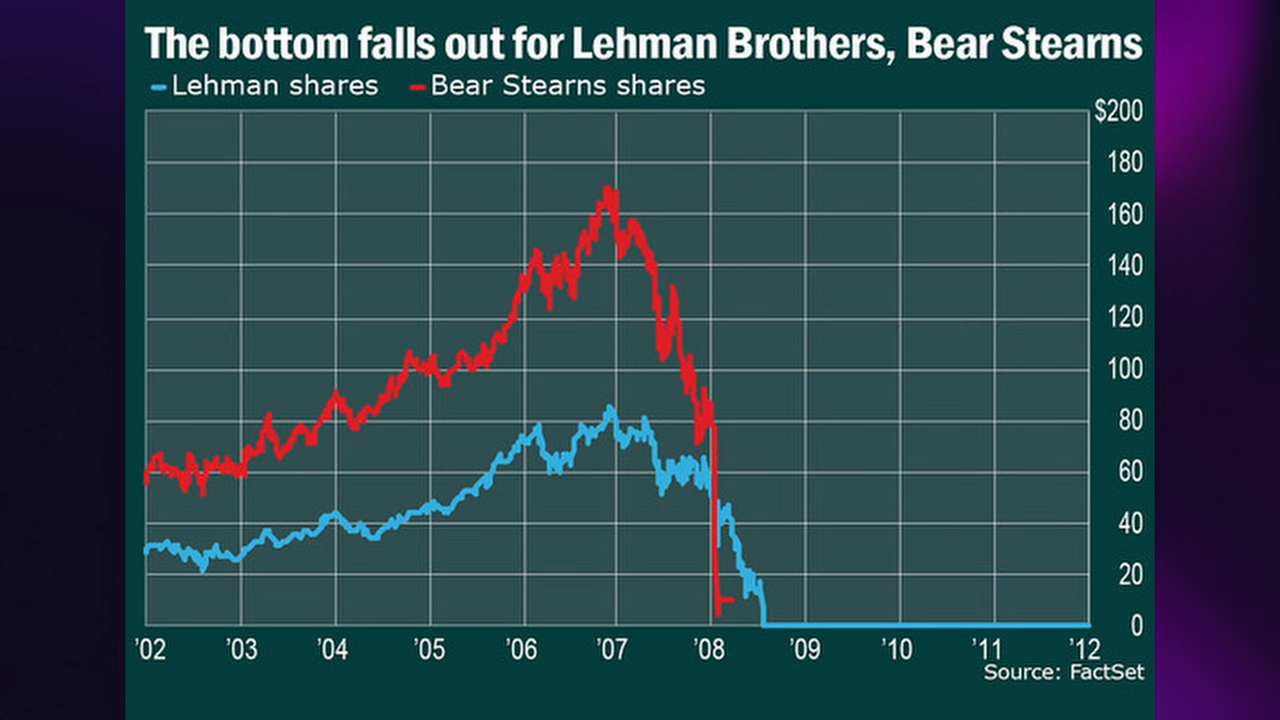 The bottom falls out for Lehman Brothers, Bear Stearns
Lehman shares Bear Stearns shares
$200
180
160
140
120
100
80
60
40
20
0
'02 '03 '04 '05 '06 '07 '08 '09 '10 '11 '12
Source: FactSet